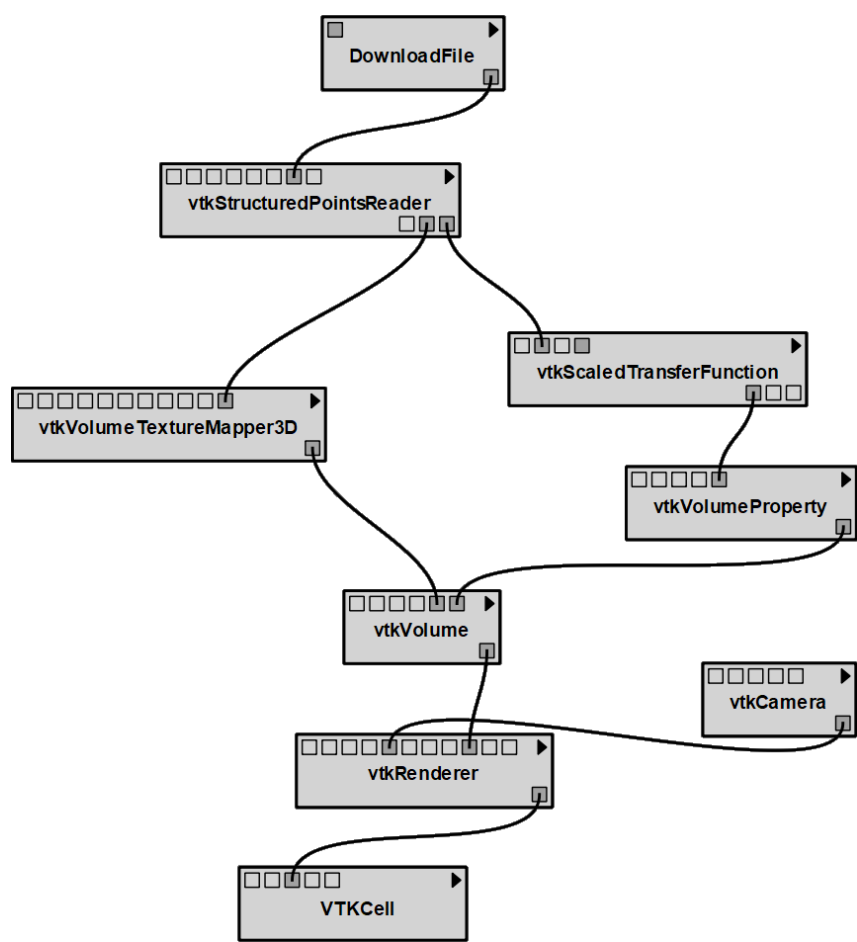 DownloadFile
vtkStructuredPointsReader
vtkScaledTransferFunction
vtkVolumeTextureMapper3D
vtkVolumeProperty
vtkVolume
vtkCamera
vtkRenderer
VTKCell